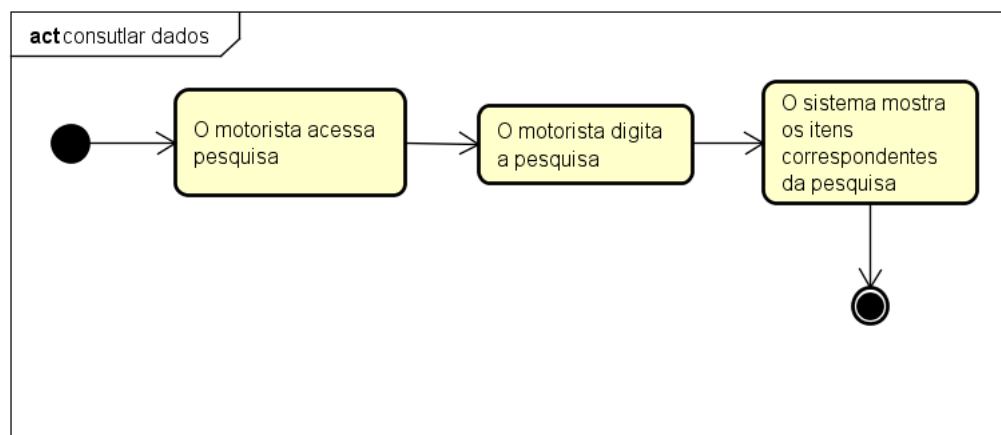 act consutlar dados
O motorista acessa
pesquisa
O motorista digita
a pesquisa
O sistema mostra
os itens
correspondentes
da pesquisa